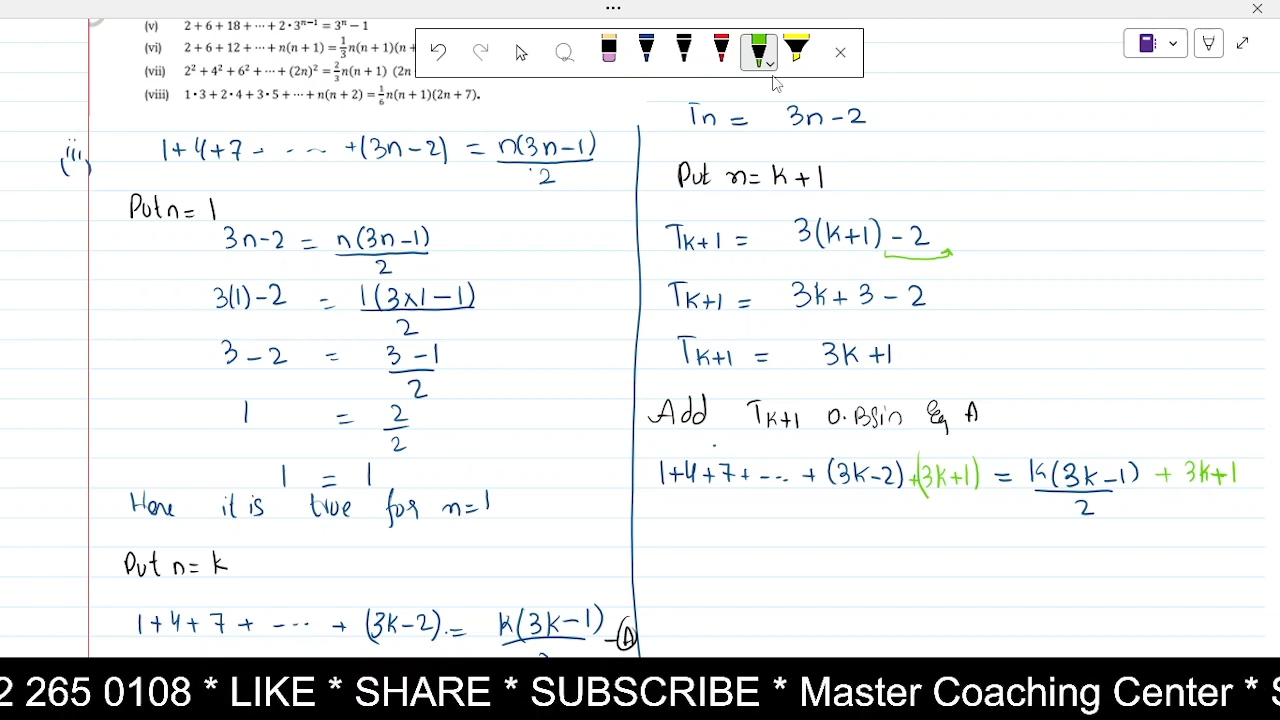 (v) 2 + 6 + 18 + ⋯ + 2 • 3ⁿ⁻¹ = 3ⁿ − 1
(vi) 2 + 6 + 12 + ⋯ + n(n + 1) = 1/3 n(n + 1)(n +
(vii) 2² + 4² + 6² + ⋯ + (2n)² = 2/3 n(n + 1) (2n
(viii) 1 • 3 + 2 • 4 + 3 • 5 + ⋯ + n(n + 2) = 1/6 n(n + 1)(2n + 7).
(iii) 1+4+7+ ---- +(3n-2) = n(3n-1)/2
Put n = 1
3n-2 = n(3n-1)/2
3(1)-2 = 1(3×1-1)/2
3-2 = 3-1/2
1 = 2/2
1 = 1
Here it is true for n=1
Put n = k
1+4+7+ --- + (3k-2) = k(3k-1) —(A)
Tn = 3n-2
Put n = k+1
Tk+1 = 3(k+1)-2
Tk+1 = 3k+3-2
Tk+1 = 3k+1
Add Tk+1 O.BSin Eq A
1+4+7+ --- + (3k-2)+(3k+1) = k(3k-1)/2 + 3k+1
2 265 0108 * LIKE * SHARE * SUBSCRIBE * Master Coaching Center *